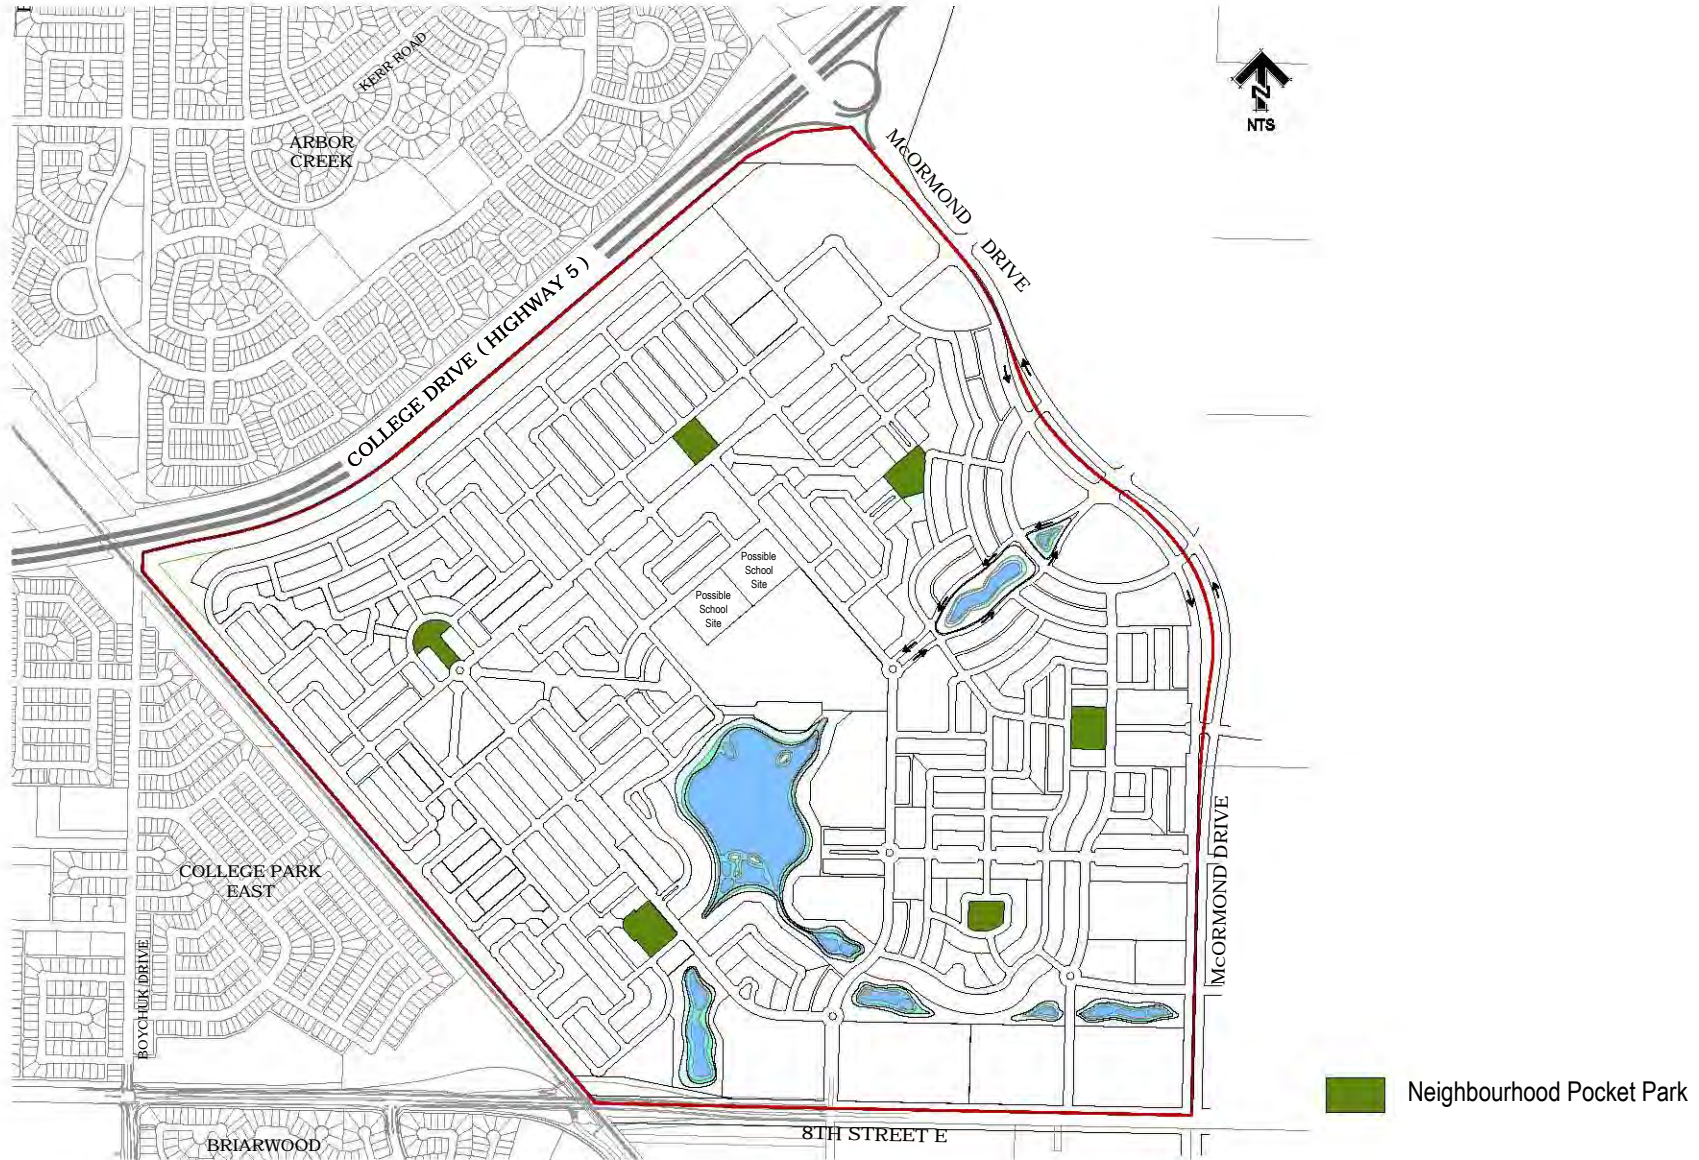 KERR ROAD
ARBOR
CREEK
NTS
McORMOND
DRIVE
COLLEGE DRIVE ( HIGHWAY 5 )
Possible
School
Site
Possible
School
Site
COLLEGE PARK
EAST
BOYCHUK DRIVE
McORMOND DRIVE
Neighbourhood Pocket Park
8TH STREET E
BRIARWOOD